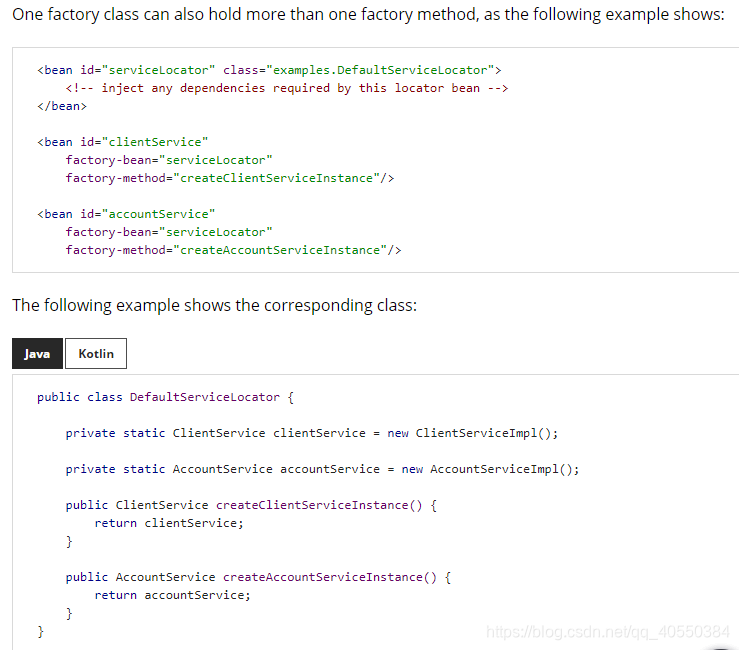 One factory class can also hold more than one factory method, as the following example shows:
<bean id="serviceLocator" class="examples.DefaultServiceLocator">
    <!-- inject any dependencies required by this locator bean -->
</bean>
<bean id="clientService"
    factory-bean="serviceLocator"
    factory-method="createClientServiceInstance"/>
<bean id="accountService"
    factory-bean="serviceLocator"
    factory-method="createAccountServiceInstance"/>
The following example shows the corresponding class:
Java Kotlin
public class DefaultServiceLocator {
    private static ClientService clientService = new ClientServiceImpl();
    private static AccountService accountService = new AccountServiceImpl();
    public ClientService createClientServiceInstance() {
        return clientService;
    }
    public AccountService createAccountServiceInstance() {
        return accountService;
    }
}
https://blog.csdn.net/qq_40550384